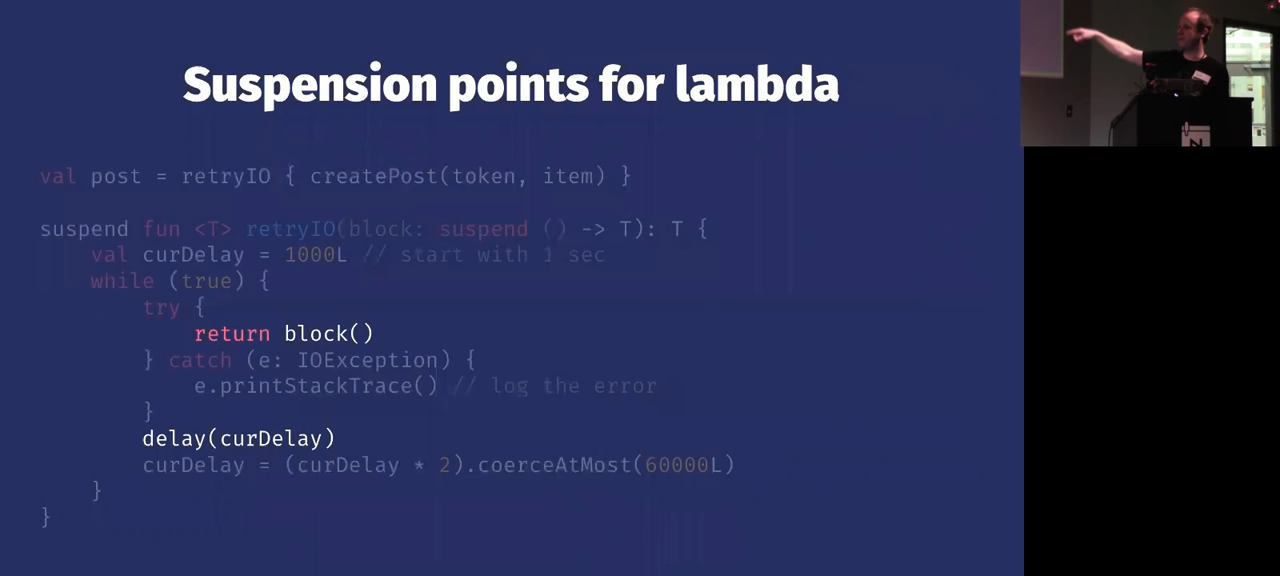 Suspension points for lambda
val post = retryIO { createPost(token, item) }
suspend fun <T> retryIO(block: suspend () -> T): T {
    val curDelay = 1000L // start with 1 sec
    while (true) {
        try {
            return block()
        } catch (e: IOException) {
            e.printStackTrace() // log the error
        }
        delay(curDelay)
        curDelay = (curDelay * 2).coerceAtMost(60000L)
    }
}